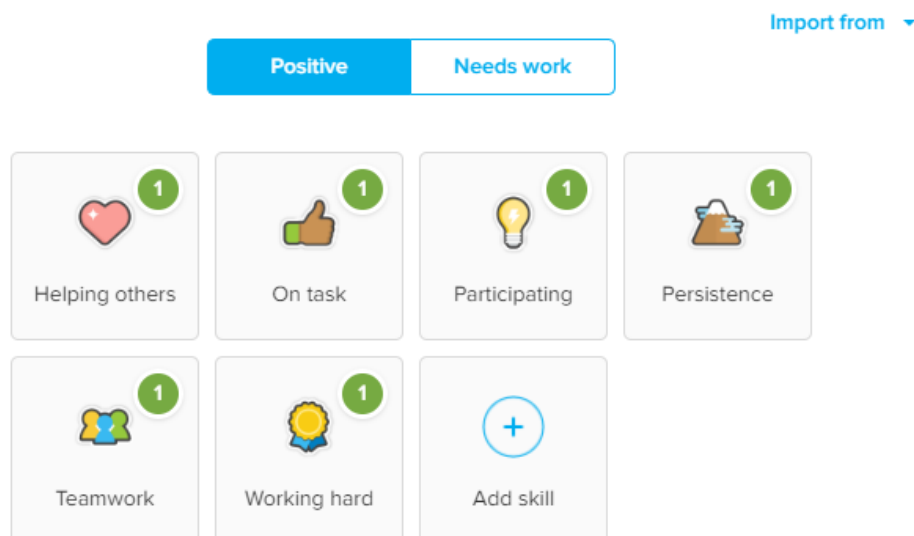 Import from
Positive Needs work
1 1 1 1
Helping others On task Participating Persistence
1 1
Teamwork Working hard Add skill